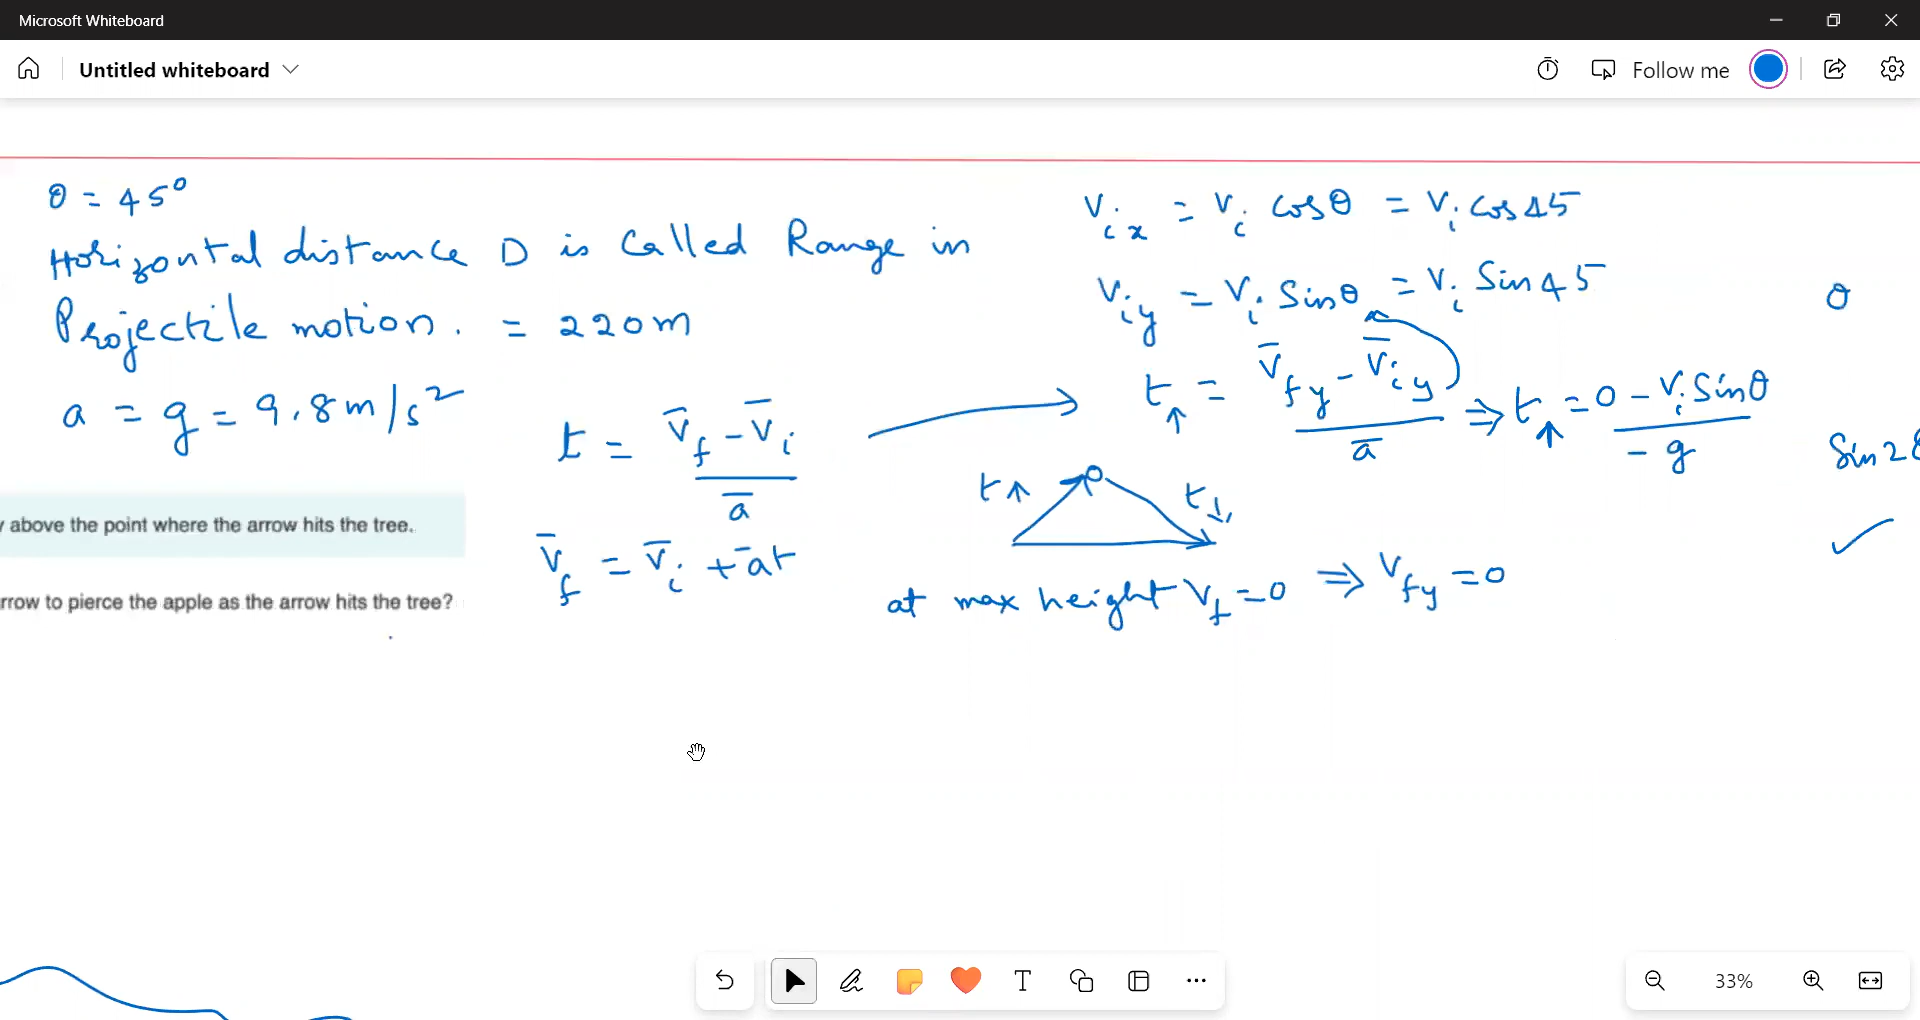 Microsoft Whiteboard
Untitled whiteboard
Follow me
θ = 45°
Horizontal distance D is called Range in
Projectile motion. = 220m
a = g = 9.8m/s²
above the point where the arrow hits the tree.
rrow to pierce the apple as the arrow hits the tree?
t = (v̄f - v̄i) / ā
v̄f = v̄i + āt
vix = vi cosθ = vi cos45
viy = vi Sinθ = vi Sin45
t↑ = (v̄fy - v̄iy) / ā ⇒ t↑ = (0 - vi Sinθ) / -g
t↑ t↓
at max height Vf = 0 ⇒ Vfy = 0
θ
Sin2
✓
T
33%